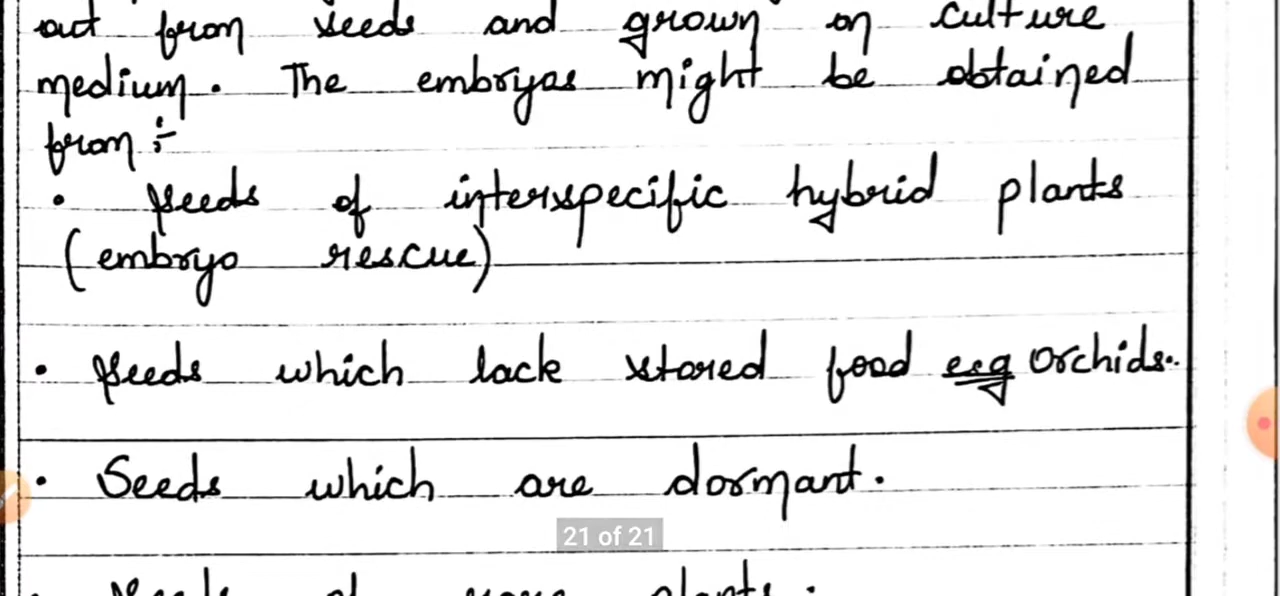 out from seeds and grown on culture
medium. The embryos might be obtained
from :-
• Seeds of interspecific hybrid plants
(embryo rescue)
• Seeds which lack stored food e.g Orchids.
• Seeds which are dormant.
21 of 21
plants.